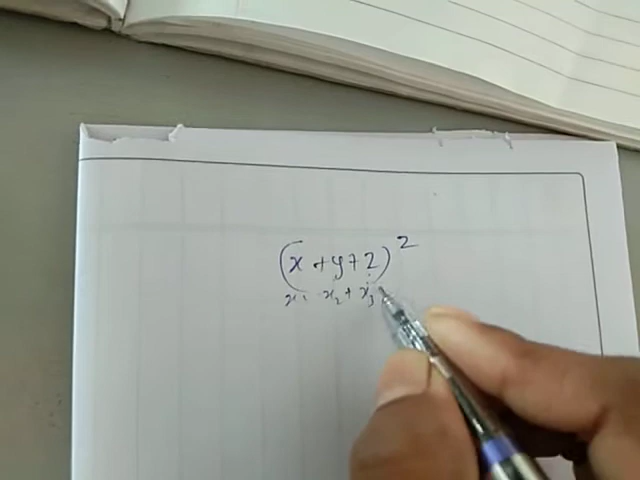 (x + y + z)²
x₁ x₂ + x₃